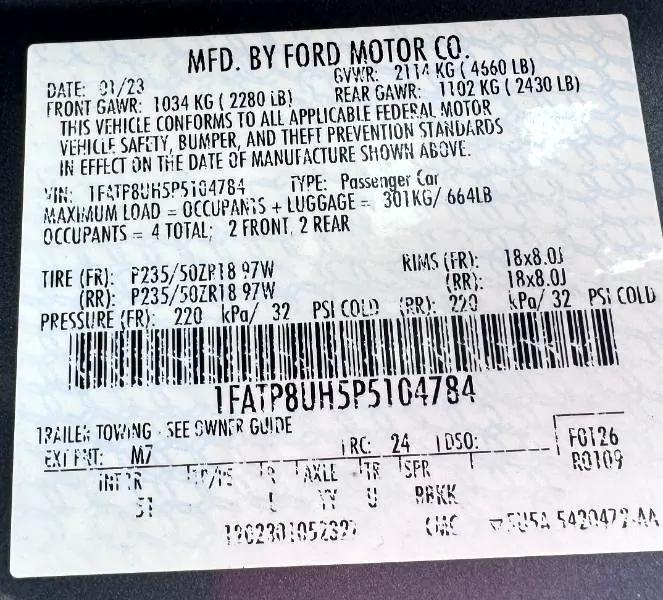 MFD. BY FORD MOTOR CO.
DATE: 01/23 GVWR: 2114 KG ( 4660 LB)
FRONT GAWR: 1034 KG ( 2280 LB) REAR GAWR: 1102 KG ( 2430 LB)
THIS VEHICLE CONFORMS TO ALL APPLICABLE FEDERAL MOTOR
VEHICLE SAFETY, BUMPER, AND THEFT PREVENTION STANDARDS
IN EFFECT ON THE DATE OF MANUFACTURE SHOWN ABOVE.
VIN: 1FATP8UH5P5104784 TYPE: Passenger Car
MAXIMUM LOAD = OCCUPANTS + LUGGAGE = 301KG/ 664LB
OCCUPANTS = 4 TOTAL; 2 FRONT, 2 REAR
TIRE (FR): P235/50ZR18 97W RIMS (FR): 18x8.0J
(RR): P235/50ZR18 97W (RR): 18x8.0J
PRESSURE (FR): 220 kPa/ 32 PSI COLD (RR): 220 kPa/ 32 PSI COLD
1FATP8UH5P5104784
TRAILER TOWING - SEE OWNER GUIDE
EXT PNT: M7 RC: 24 DSO: F0126
R0109
INT TR TP/PS R AXLE TR SPR
51 YY U BBKK